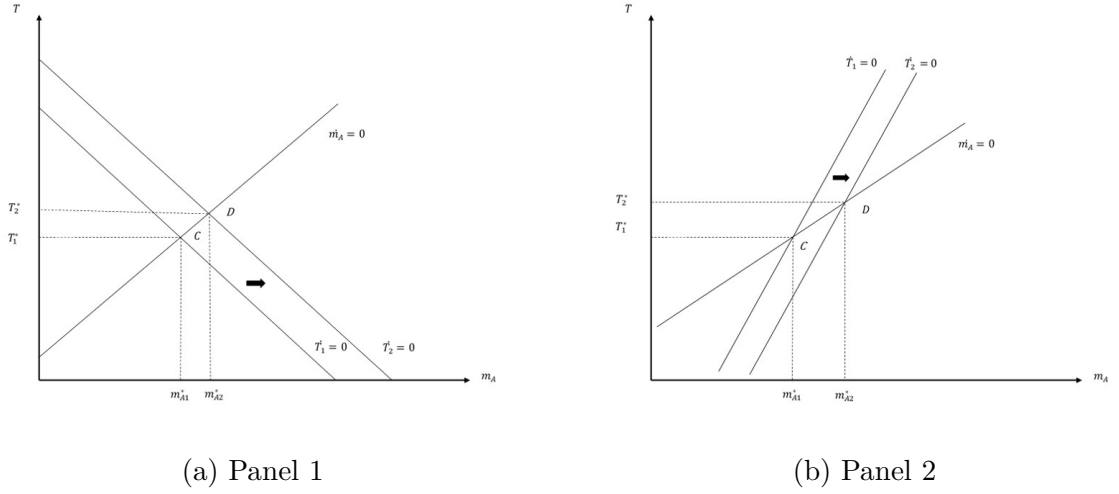 T
ṁ_A = 0
T₂*
D
T₁*
C
Ṫ₁ = 0
Ṫ₂ = 0
m_A
m*_A1
m*_A2
(a) Panel 1
T
Ṫ₁ = 0
Ṫ₂ = 0
ṁ_A = 0
T₂*
D
T₁*
C
m_A
m*_A1
m*_A2
(b) Panel 2